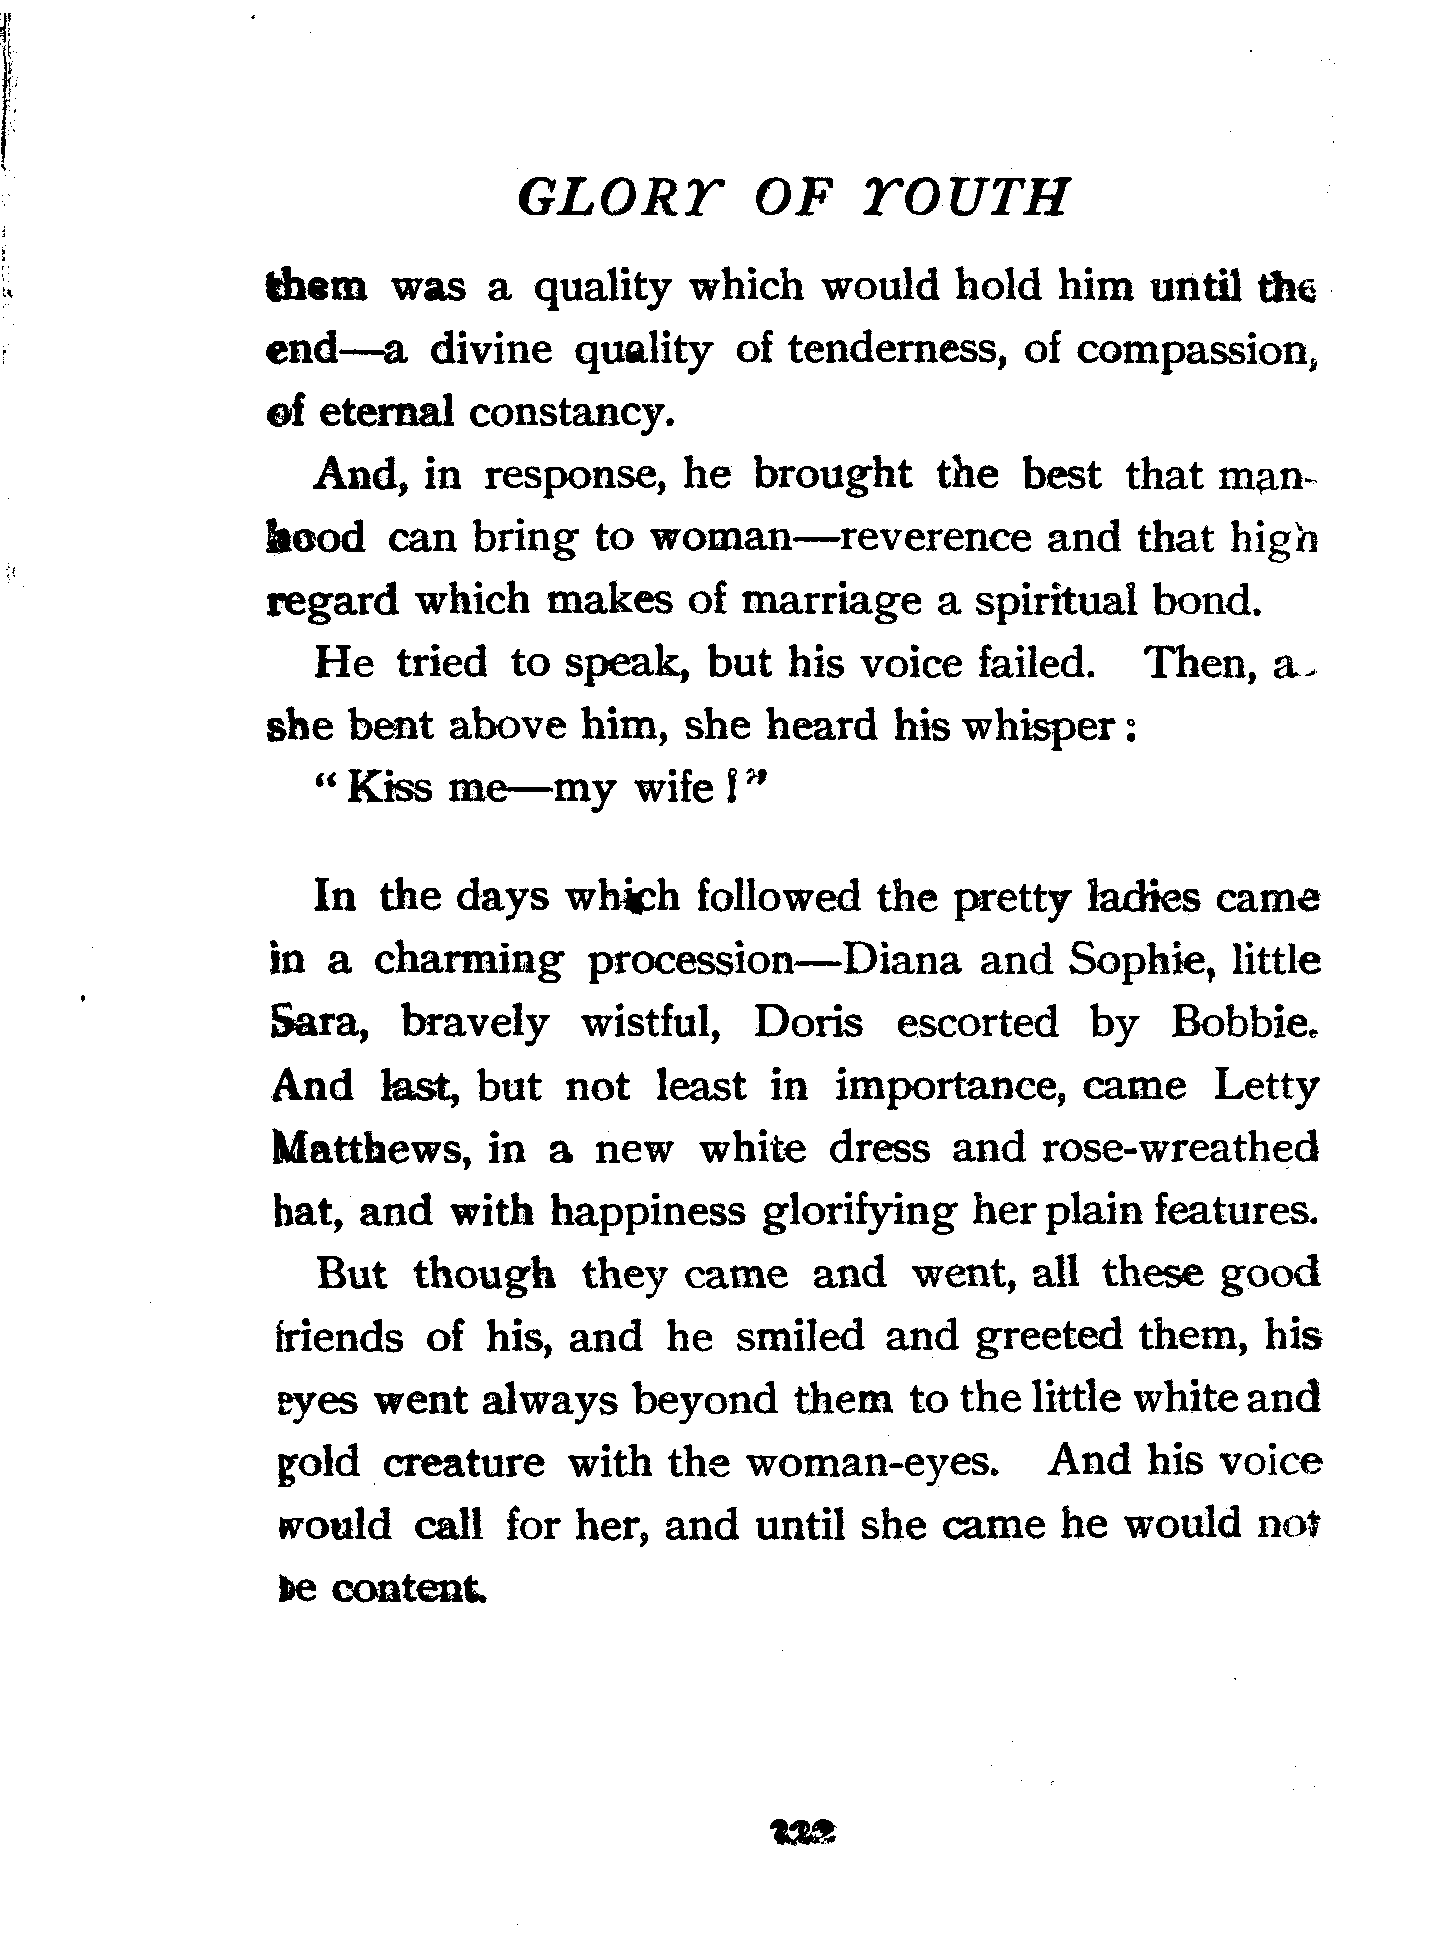 GLORY OF YOUTH
them was a quality which would hold him until the
end—a divine quality of tenderness, of compassion,
of eternal constancy.
And, in response, he brought the best that man-
hood can bring to woman—reverence and that high
regard which makes of marriage a spiritual bond.
He tried to speak, but his voice failed. Then,
she bent above him, she heard his whisper:
"Kiss me—my wife!"
In the days which followed the pretty ladies came
in a charming procession—Diana and Sophie, little
Sara, bravely wistful, Doris escorted by Bobbie.
And last, but not least in importance, came Letty
Matthews, in a new white dress and rose-wreathed
hat, and with happiness glorifying her plain features.
But though they came and went, all these good
friends of his, and he smiled and greeted them, his
eyes went always beyond them to the little white and
gold creature with the woman-eyes. And his voice
would call for her, and until she came he would not
be content.